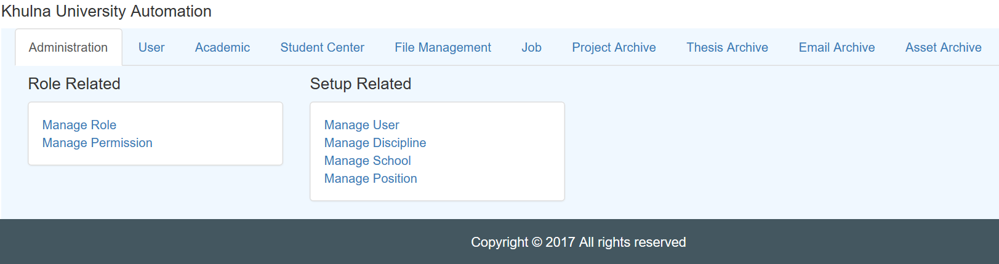 Khulna University Automation
Administration User Academic Student Center File Management Job Project Archive Thesis Archive Email Archive Asset Archive
Role Related
Manage Role
Manage Permission
Setup Related
Manage User
Manage Discipline
Manage School
Manage Position
Copyright © 2017 All rights reserved